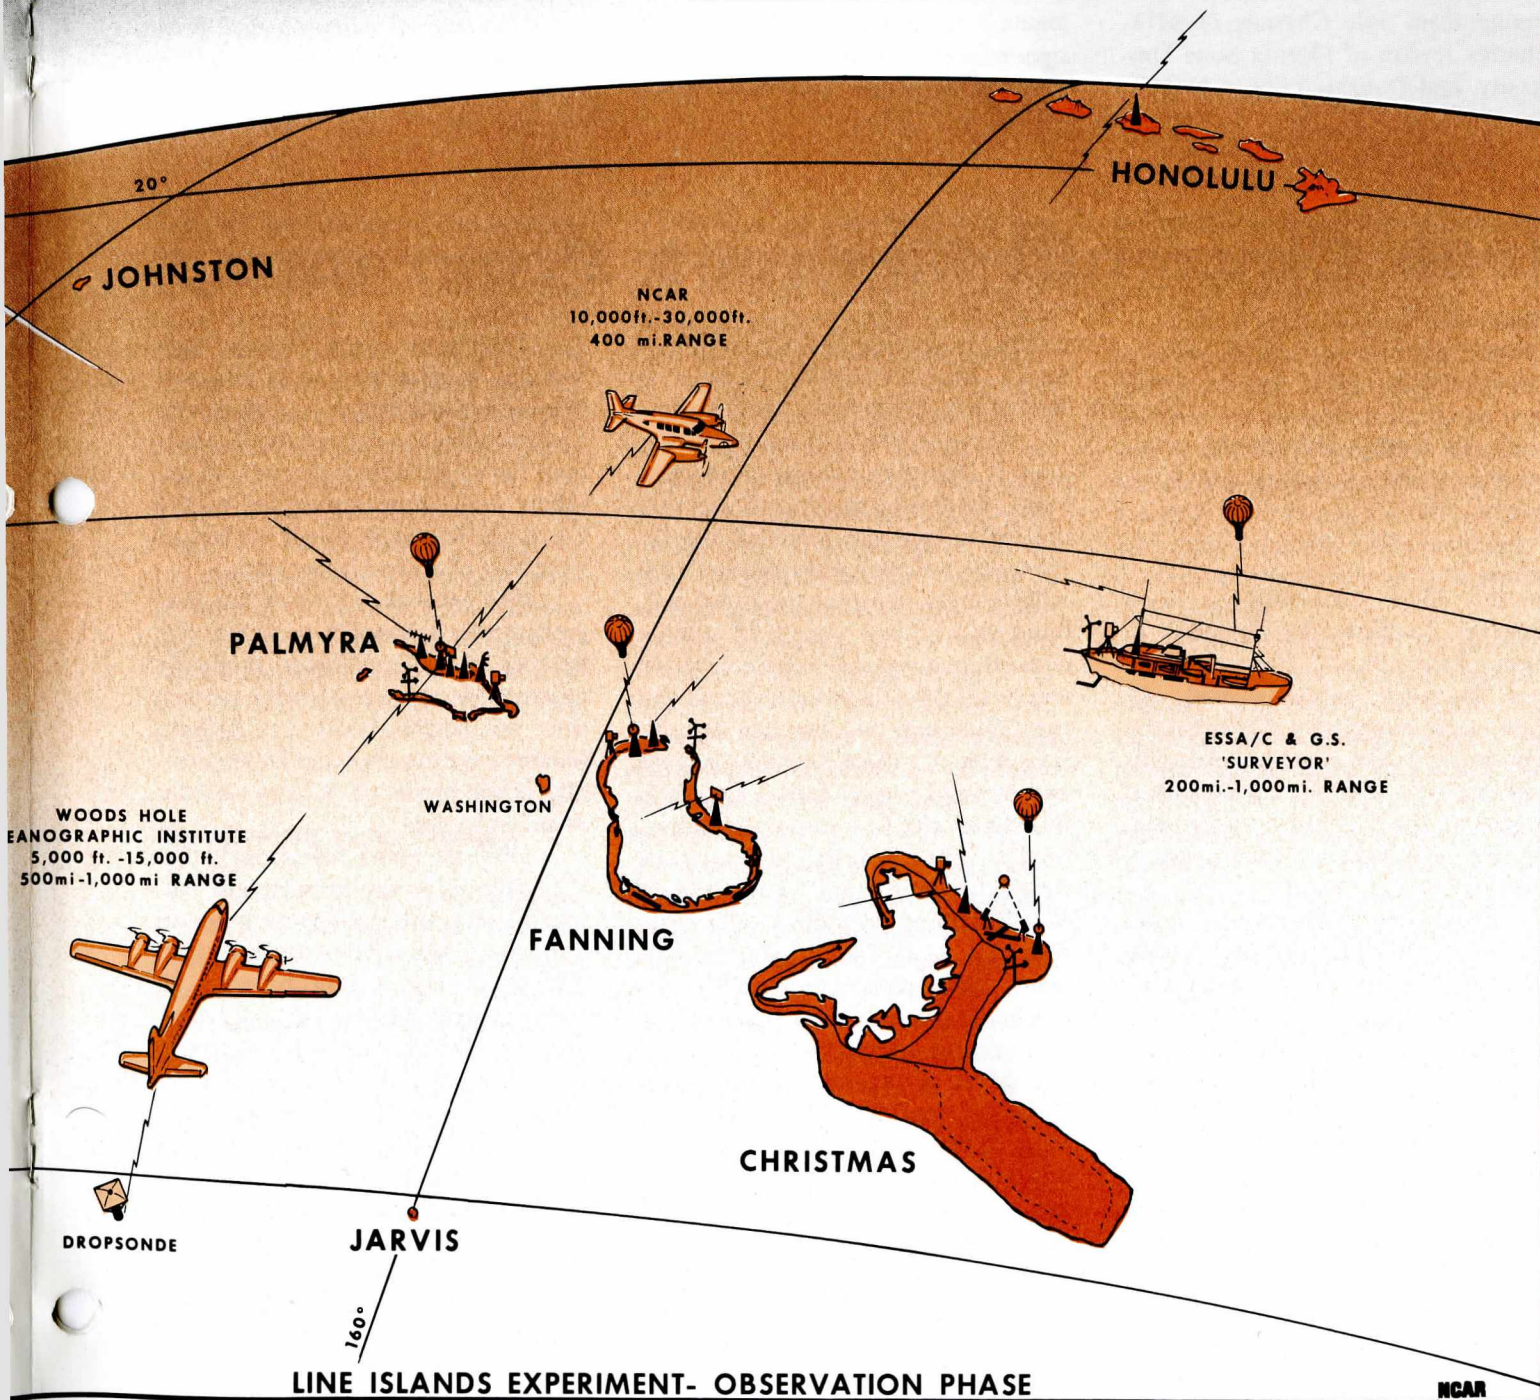 20°
HONOLULU
JOHNSTON
NCAR
10,000ft.-30,000ft.
400 mi.RANGE
PALMYRA
ESSA/C & G.S.
'SURVEYOR'
200mi.-1,000mi. RANGE
WASHINGTON
WOODS HOLE
EANOGRAPHIC INSTITUTE
5,000 ft. -15,000 ft.
500mi-1,000mi RANGE
FANNING
CHRISTMAS
DROPSONDE
JARVIS
160°
LINE ISLANDS EXPERIMENT- OBSERVATION PHASE
NCAR